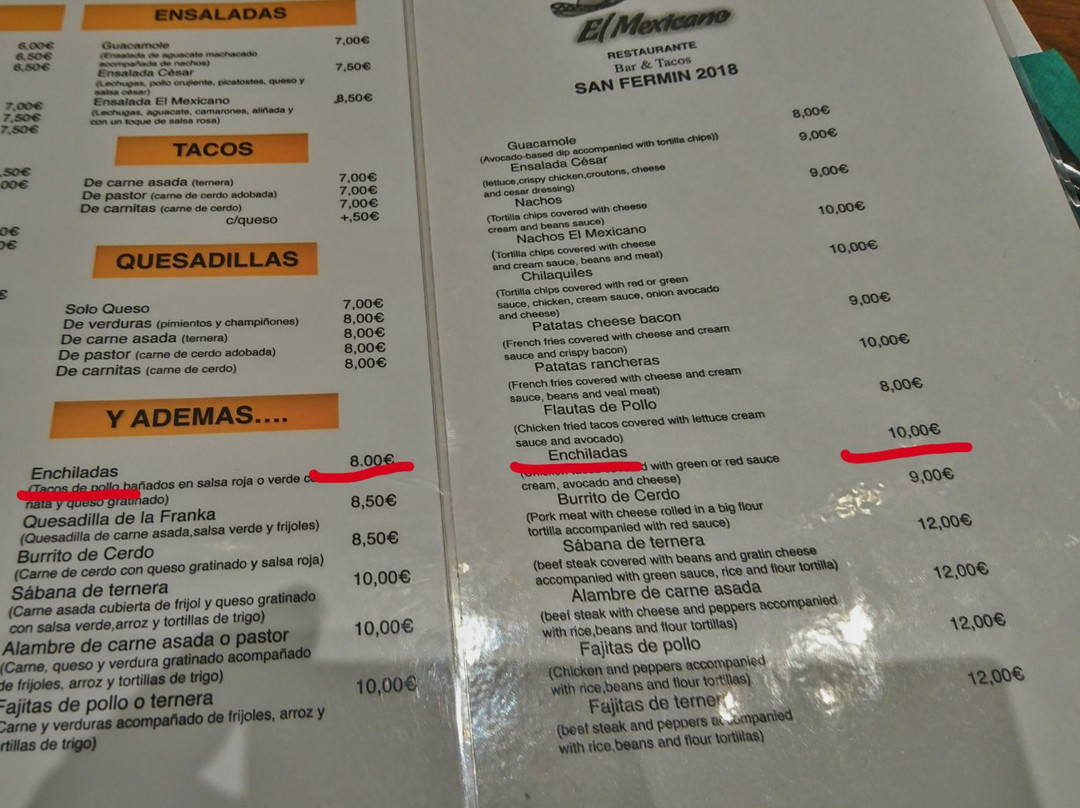 6,00€
6,50€
6,50€
7,00€
7,50€
7,50€
,50€
00€
0€
0€
€
ENSALADAS
Guacamole 7,00€
(Ensalada de aguacate machacado
acompañada de nachos)
Ensalada César 7,50€
(Lechugas, pollo crujiente, picatostes, queso y
salsa césar)
Ensalada El Mexicano 8,50€
(Lechugas, aguacate, camarones, aliñada y
con un toque de salsa rosa)
TACOS
De carne asada (ternera) 7,00€
De pastor (carne de cerdo adobada) 7,00€
De carnitas (carne de cerdo) 7,00€
c/queso +,50€
QUESADILLAS
Solo Queso 7,00€
De verduras (pimientos y champiñones) 8,00€
De carne asada (ternera) 8,00€
De pastor (carne de cerdo adobada) 8,00€
De carnitas (carne de cerdo) 8,00€
Y ADEMAS....
Enchiladas 8.00€
(Tacos de pollo bañados en salsa roja o verde
nata y queso gratinado)
Quesadilla de la Franka 8,50€
(Quesadilla de carne asada,salsa verde y frijoles)
Burrito de Cerdo 8,50€
(Carne de cerdo con queso gratinado y salsa roja)
Sábana de ternera 10,00€
(Carne asada cubierta de frijol y queso gratinado
con salsa verde,arroz y tortillas de trigo)
Alambre de carne asada o pastor 10,00€
(Carne, queso y verdura gratinado acompañado
de frijoles, arroz y tortillas de trigo)
Fajitas de pollo o ternera 10,00€
Carne y verduras acompañado de frijoles, arroz y
rtillas de trigo)
El Mexicano
RESTAURANTE
Bar & Tacos
SAN FERMIN 2018
Guacamole 8,00€
(Avocado-based dip accompanied with tortilla chips))
Ensalada César 9,00€
(lettuce,crispy chicken,croutons, cheese
and cesar dressing)
Nachos 9,00€
(Tortilla chips covered with cheese
cream and beans sauce)
Nachos El Mexicano 10,00€
(Tortilla chips covered with cheese
and cream sauce, beans and meat)
Chilaquiles 10,00€
(Tortilla chips covered with red or green
sauce, chicken, cream sauce, onion avocado
and cheese)
Patatas cheese bacon 9,00€
(French fries covered with cheese and cream
sauce and crispy bacon)
Patatas rancheras 10,00€
(French fries covered with cheese and cream
sauce, beans and veal meat)
Flautas de Pollo 8,00€
(Chicken fried tacos covered with lettuce cream
sauce and avocado)
Enchiladas 10,00€
with green or red sauce
cream, avocado and cheese)
Burrito de Cerdo 9,00€
(Pork meat with cheese rolled in a big flour
tortilla accompanied with red sauce)
Sábana de ternera 12,00€
(beef steak covered with beans and gratin cheese
accompanied with green sauce, rice and flour tortilla)
Alambre de carne asada 12,00€
(beef steak with cheese and peppers accompanied
with rice,beans and flour tortillas)
Fajitas de pollo 12,00€
(Chicken and peppers accompanied
with rice,beans and flour tortillas)
Fajitas de ternera 12,00€
(beef steak and peppers accompanied
with rice,beans and flour tortillas)